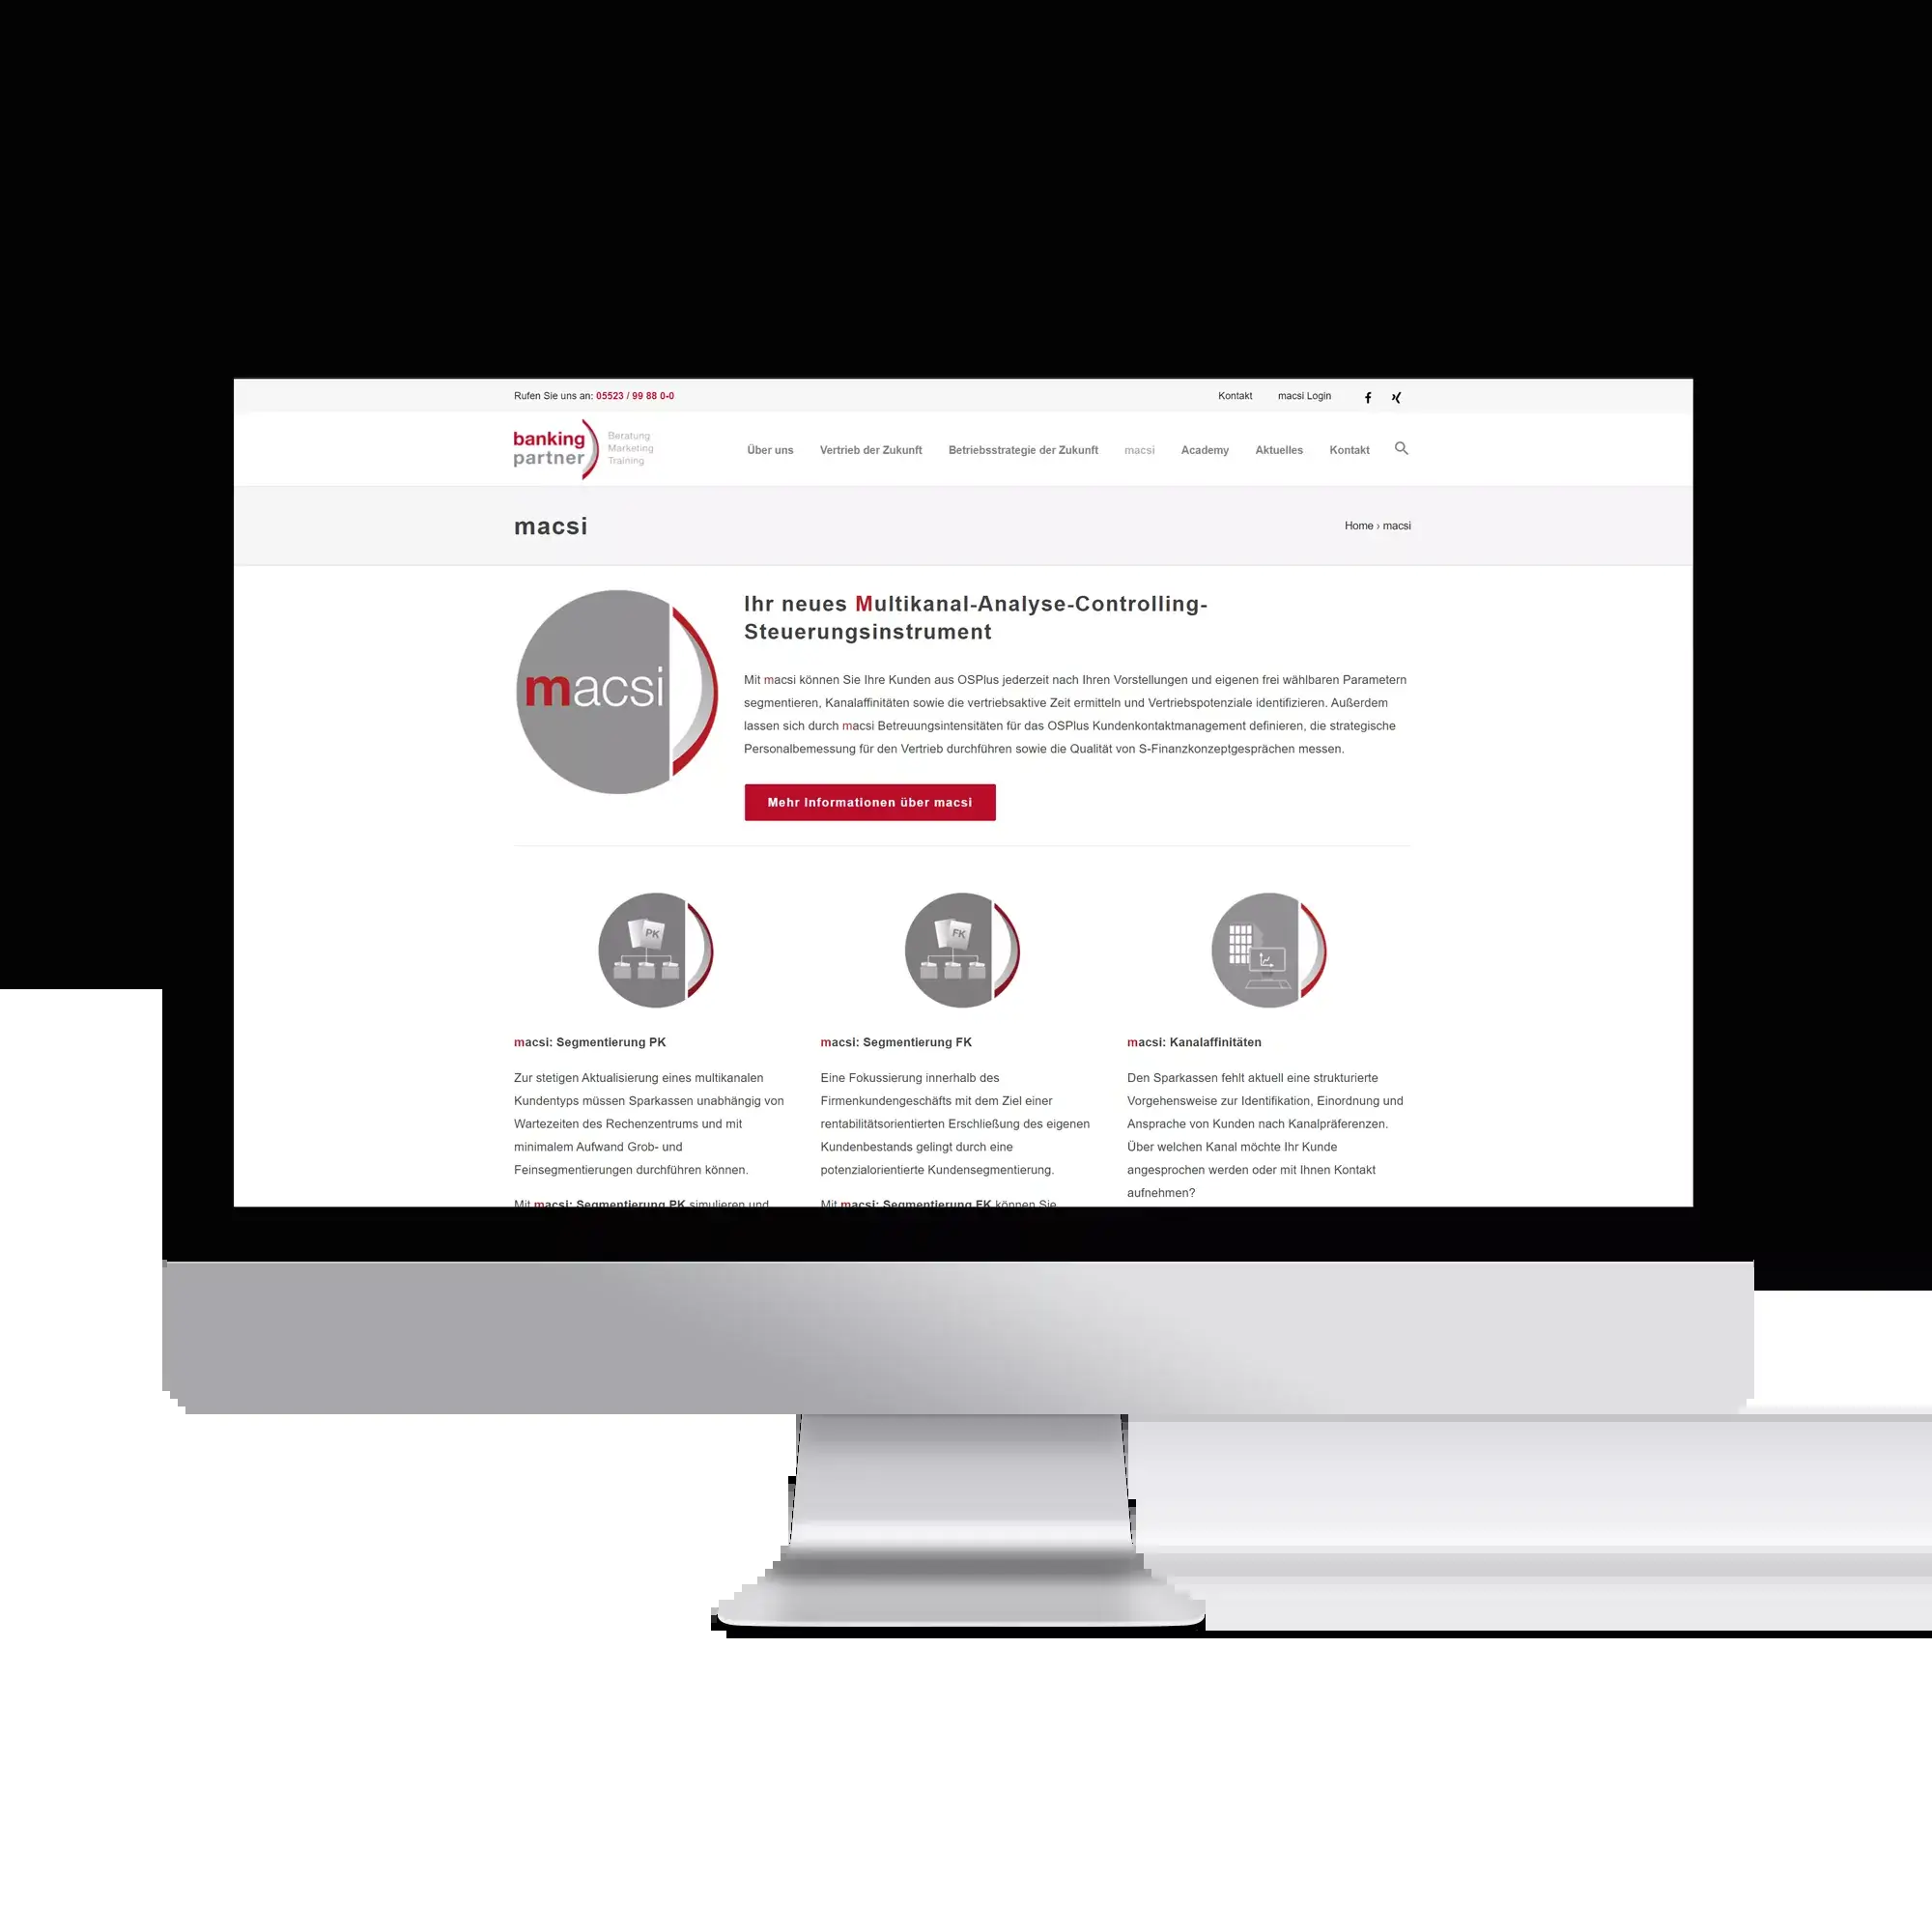 Rufen Sie uns an: 05523 / 99 88 0-0
Kontakt
macsi Login
banking
partner
Beratung
Marketing
Training
Über uns
Vertrieb der Zukunft
Betriebsstrategie der Zukunft
macsi
Academy
Aktuelles
Kontakt
macsi
Home › macsi
macsi
Ihr neues Multikanal-Analyse-Controlling-
Steuerungsinstrument
Mit macsi können Sie Ihre Kunden aus OSPlus jederzeit nach Ihren Vorstellungen und eigenen frei wählbaren Parametern
segmentieren, Kanalaffinitäten sowie die vertriebsaktive Zeit ermitteln und Vertriebspotenziale identifizieren. Außerdem
lassen sich durch macsi Betreuungsintensitäten für das OSPlus Kundenkontaktmanagement definieren, die strategische
Personalbemessung für den Vertrieb durchführen sowie die Qualität von S-Finanzkonzeptgesprächen messen.
Mehr Informationen über macsi
PK
macsi: Segmentierung PK
Zur stetigen Aktualisierung eines multikanalen
Kundentyps müssen Sparkassen unabhängig von
Wartezeiten des Rechenzentrums und mit
minimalem Aufwand Grob- und
Feinsegmentierungen durchführen können.
Mit macsi: Segmentierung PK simulieren und
FK
macsi: Segmentierung FK
Eine Fokussierung innerhalb des
Firmenkundengeschäfts mit dem Ziel einer
rentabilitätsorientierten Erschließung des eigenen
Kundenbestands gelingt durch eine
potenzialorientierte Kundensegmentierung.
Mit macsi: Segmentierung FK können Sie
macsi: Kanalaffinitäten
Den Sparkassen fehlt aktuell eine strukturierte
Vorgehensweise zur Identifikation, Einordnung und
Ansprache von Kunden nach Kanalpräferenzen.
Über welchen Kanal möchte Ihr Kunde
angesprochen werden oder mit Ihnen Kontakt
aufnehmen?